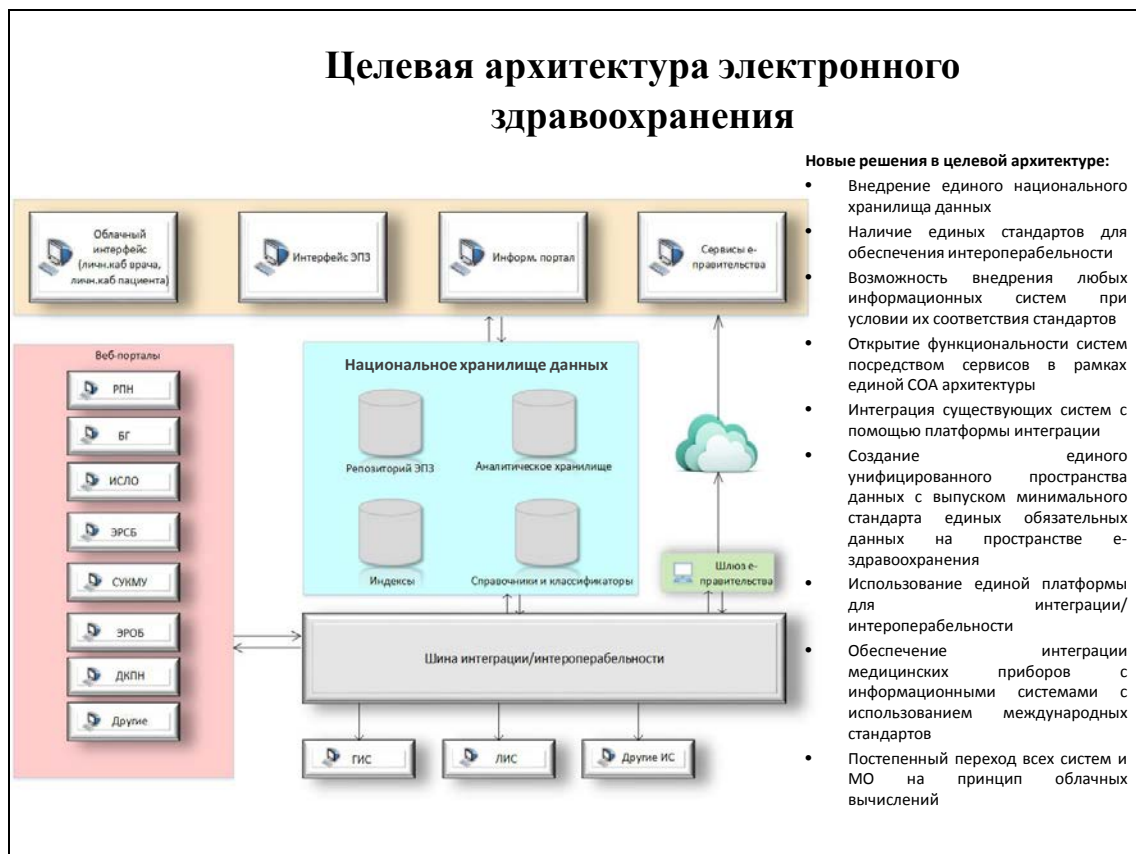 Целевая архитектура электронного
здравоохранения
Облачный
интерфейс
(личн.каб врача,
личн.каб пациента)
Интерфейс ЭПЗ
Информ. портал
Сервисы е-
правительства
Веб-порталы
РПН
БГ
ИСЛО
ЭРСБ
СУКМУ
ЭРОБ
ДКПН
Другие
Национальное хранилище данных
Репозиторий ЭПЗ
Аналитическое хранилище
Индексы
Справочники и классификаторы
Шлюз е-
правительства
Шина интеграции/интероперабельности
ГИС
ЛИС
Другие ИС
Новые решения в целевой архитектуре:
• Внедрение единого национального
хранилища данных
• Наличие единых стандартов для
обеспечения интероперабельности
• Возможность внедрения любых
информационных систем при
условии их соответствия стандартов
• Открытие функциональности систем
посредством сервисов в рамках
единой СОА архитектуры
• Интеграция существующих систем с
помощью платформы интеграции
• Создание единого
унифицированного пространства
данных с выпуском минимального
стандарта единых обязательных
данных на пространстве е-
здравоохранения
• Использование единой платформы
для интеграции/
интероперабельности
• Обеспечение интеграции
медицинских приборов с
информационными системами с
использованием международных
стандартов
• Постепенный переход всех систем и
МО на принцип облачных
вычислений